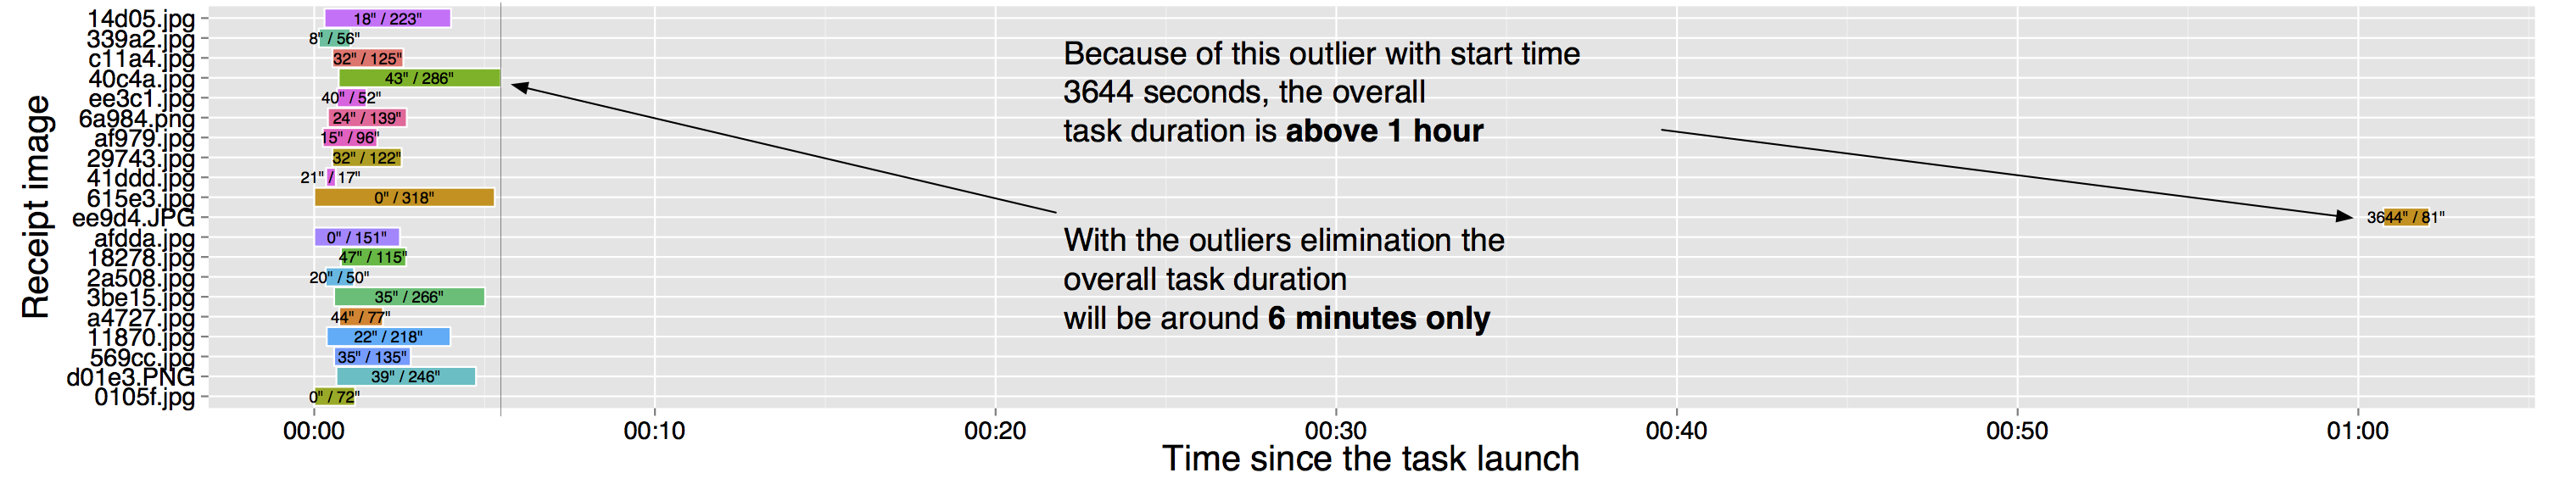 14d05.jpg 18" / 223"
339a2.jpg 8" / 56"
c11a4.jpg 32" / 125"
40c4a.jpg 43" / 286"
ee3c1.jpg 40" / 52"
6a984.png 24" / 139"
af979.jpg 15" / 96"
29743.jpg 32" / 122"
41ddd.jpg 21" / 17"
615e3.jpg 0" / 318"
ee9d4.JPG 3644" / 81"
afdda.jpg 0" / 151"
18278.jpg 47" / 115"
2a508.jpg 20" / 50"
3be15.jpg 35" / 266"
a4727.jpg 44" / 77"
11870.jpg 22" / 218"
569cc.jpg 35" / 135"
d01e3.PNG 39" / 246"
0105f.jpg 0" / 72"
Receipt image
Because of this outlier with start time
3644 seconds, the overall
task duration is above 1 hour
With the outliers elimination the
overall task duration
will be around 6 minutes only
00:00 00:10 00:20 00:30 00:40 00:50 01:00
Time since the task launch